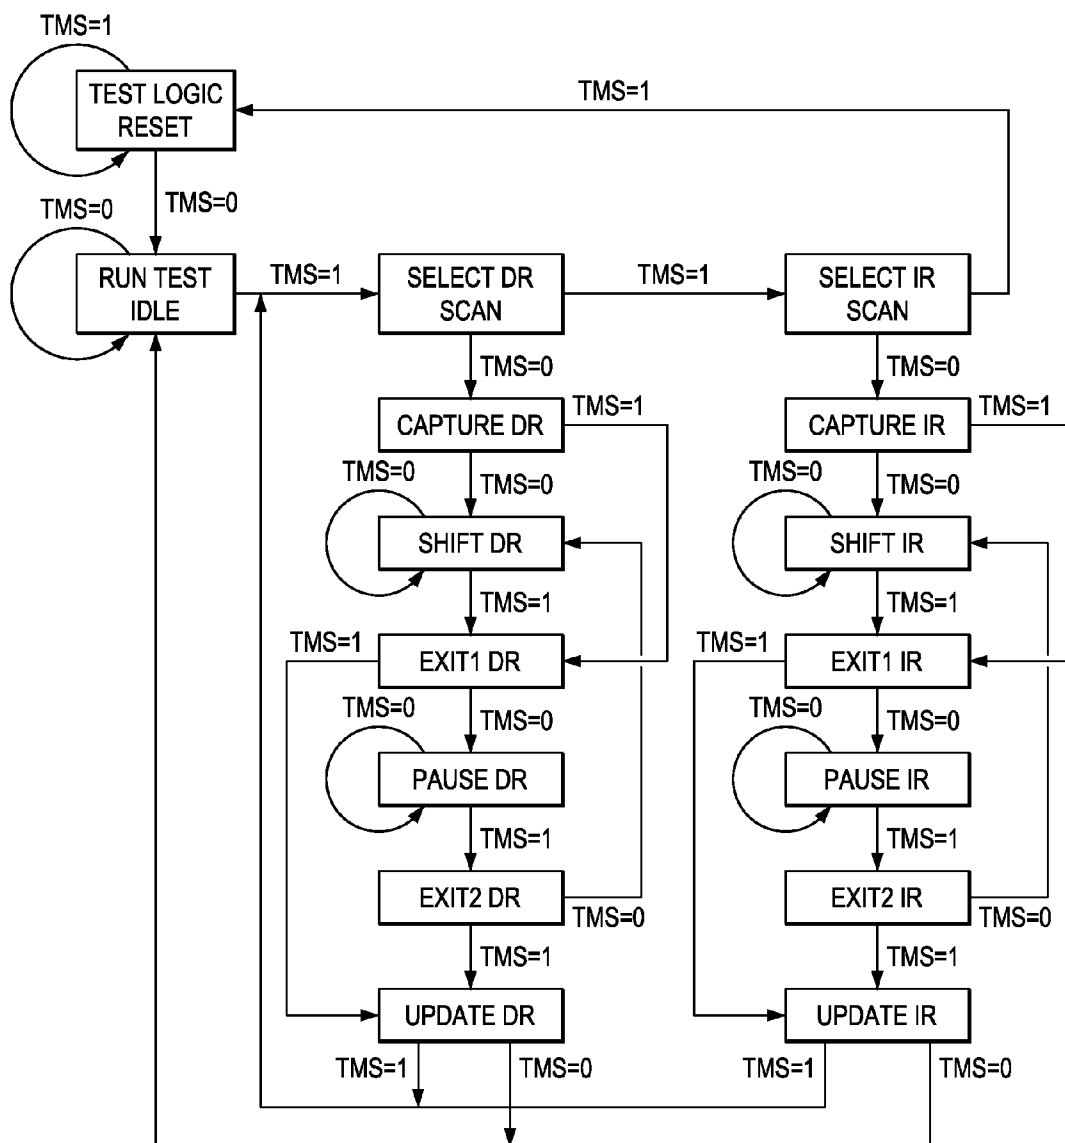 TMS=1
TEST LOGIC
RESET
TMS=1
TMS=0
TMS=0
RUN TEST
IDLE
TMS=1
SELECT DR
SCAN
TMS=1
SELECT IR
SCAN
TMS=0
TMS=0
CAPTURE DR
TMS=1
CAPTURE IR
TMS=1
TMS=0
TMS=0
TMS=0
TMS=0
SHIFT DR
SHIFT IR
TMS=1
TMS=1
TMS=1
EXIT1 DR
TMS=1
EXIT1 IR
TMS=0
TMS=0
TMS=0
TMS=0
PAUSE DR
PAUSE IR
TMS=1
TMS=1
EXIT2 DR
TMS=0
EXIT2 IR
TMS=0
TMS=1
TMS=1
UPDATE DR
UPDATE IR
TMS=1
TMS=0
TMS=1
TMS=0